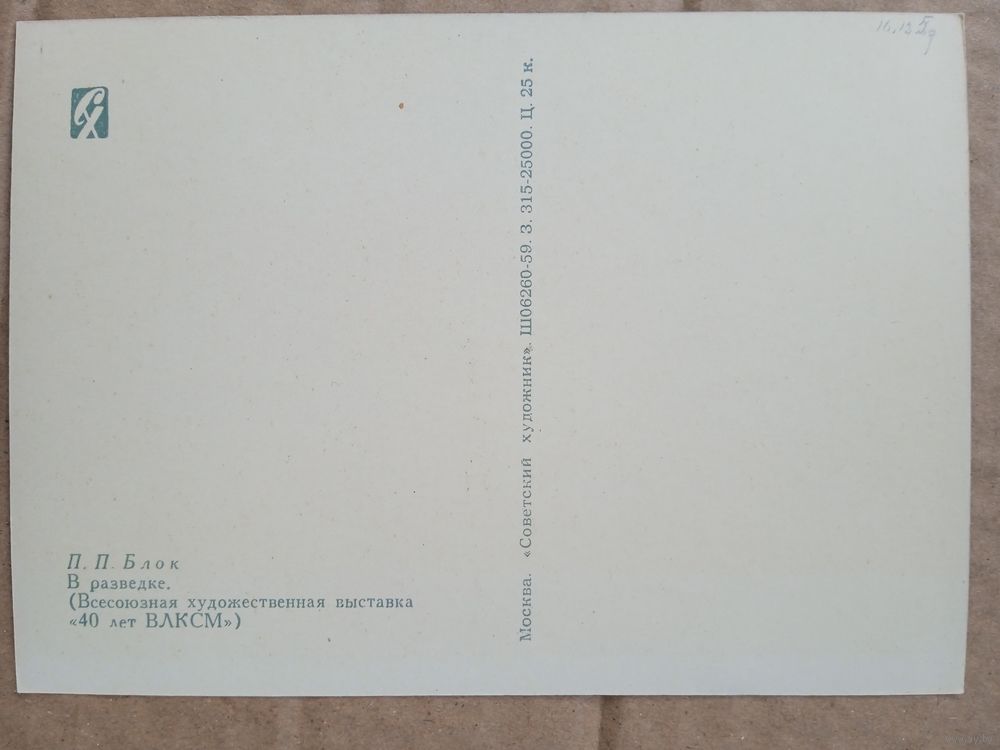 СХ
П. П. Блок
В разведке.
(Всесоюзная художественная выставка
«40 лет ВЛКСМ»)
Москва. «Советский художник». Ш06260-59. З. 315-25000. Ц. 25 к.